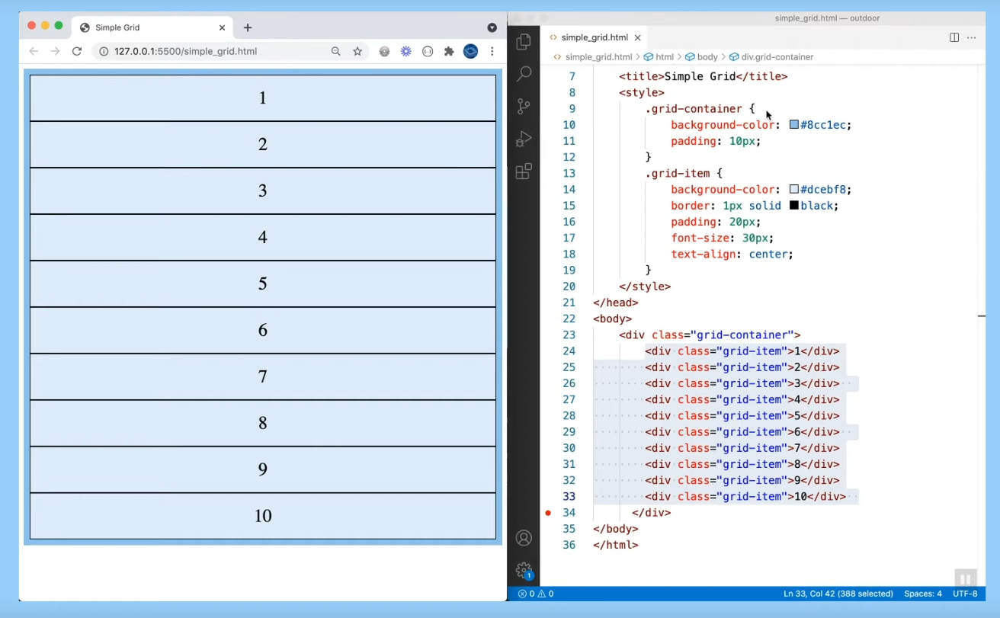 Simple Grid
127.0.0.1:5500/simple_grid.html
1
2
3
4
5
6
7
8
9
10
simple_grid.html — outdoor
simple_grid.html
simple_grid.html > html > body > div.grid-container
7 <title>Simple Grid</title>
8 <style>
9 .grid-container {
10 background-color: #8cc1ec;
11 padding: 10px;
12 }
13 .grid-item {
14 background-color: #dcebf8;
15 border: 1px solid black;
16 padding: 20px;
17 font-size: 30px;
18 text-align: center;
19 }
20 </style>
21 </head>
22 <body>
23 <div class="grid-container">
24 <div class="grid-item">1</div>
25 <div class="grid-item">2</div>
26 <div class="grid-item">3</div>
27 <div class="grid-item">4</div>
28 <div class="grid-item">5</div>
29 <div class="grid-item">6</div>
30 <div class="grid-item">7</div>
31 <div class="grid-item">8</div>
32 <div class="grid-item">9</div>
33 <div class="grid-item">10</div>
34 </div>
35 </body>
36 </html>
1
0 0 Ln 33, Col 42 (388 selected) Spaces: 4 UTF-8